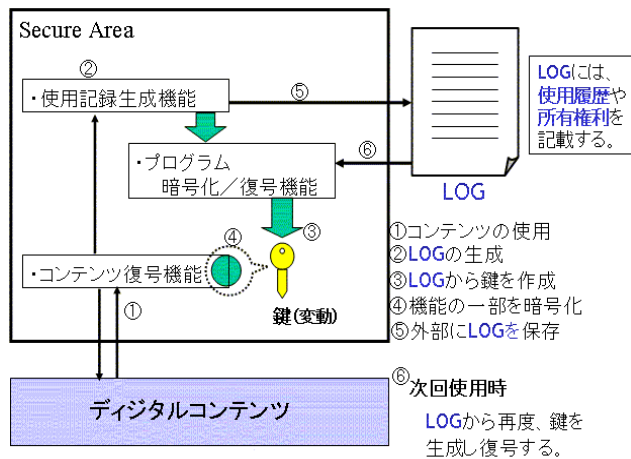 Secure Area
②
・使用記録生成機能
⑤
LOGには、
使用履歴や
所有権利を
記載する。
・プログラム
暗号化／復号機能
⑥
LOG
③
④
・コンテンツ復号機能
①
鍵(変動)
①コンテンツの使用
②LOGの生成
③LOGから鍵を作成
④機能の一部を暗号化
⑤外部にLOGを保存
ディジタルコンテンツ
⑥次回使用時
LOGから再度、鍵を
生成し復号する。